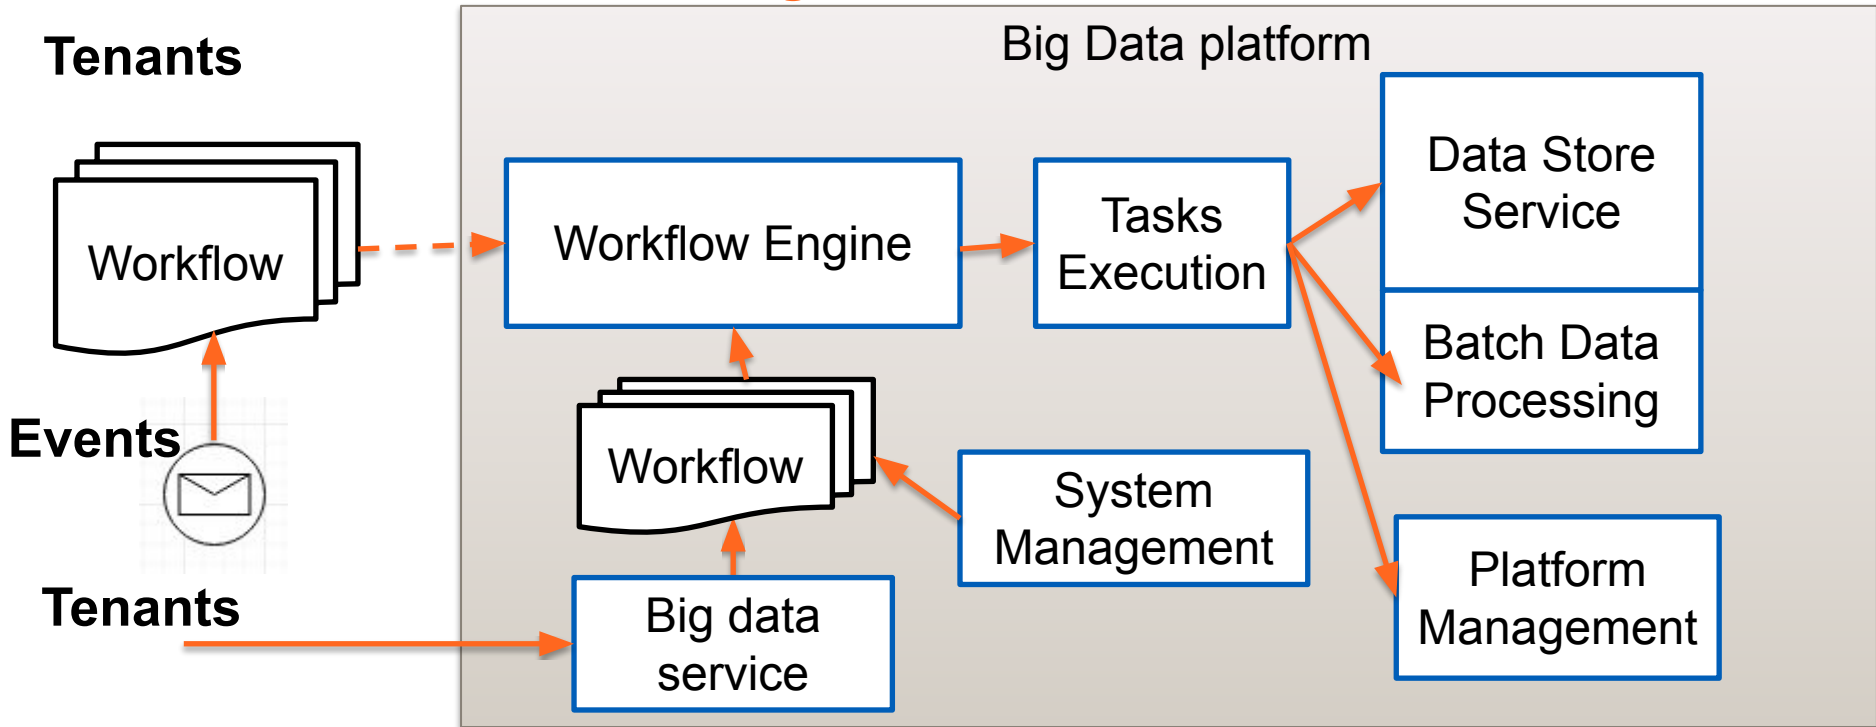 Big Data platform
Tenants
Workflow
Workflow Engine
Tasks
Execution
Data Store
Service
Batch Data
Processing
Events
Workflow
System
Management
Platform
Management
Tenants
Big data
service